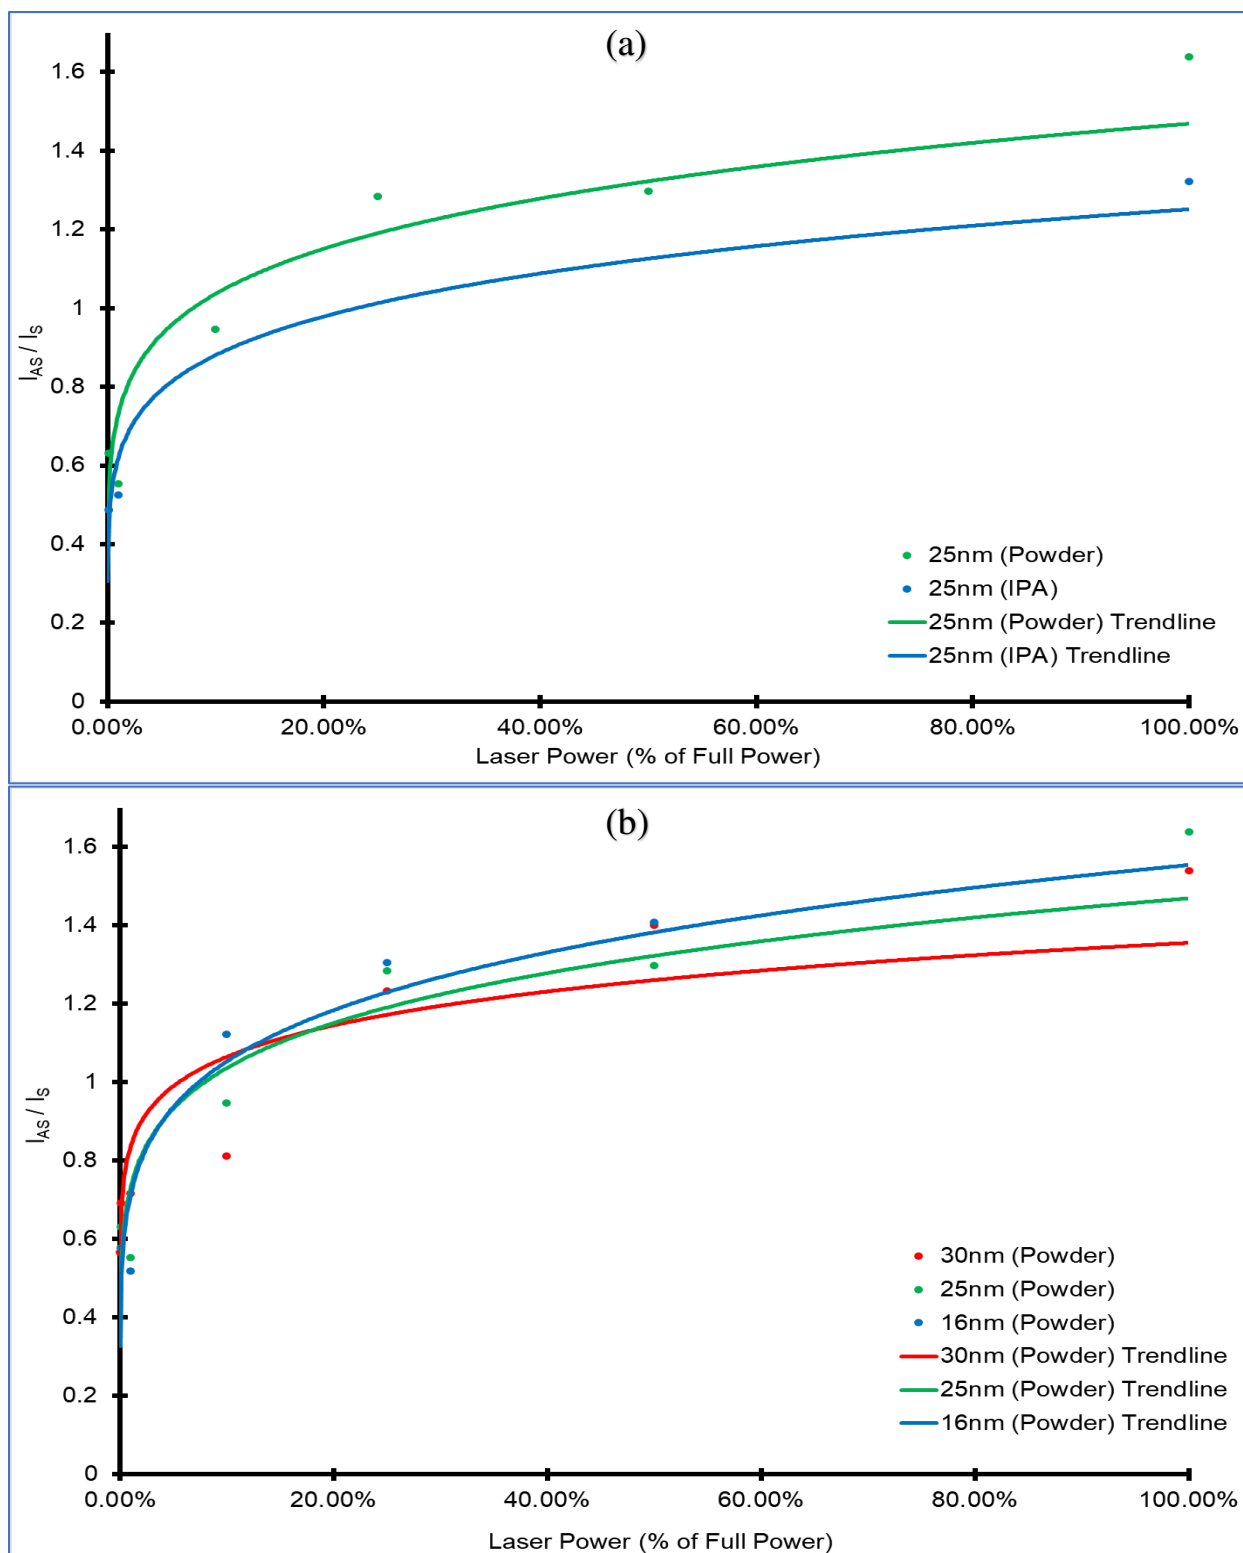 (a)
1.6
1.4
1.2
1
0.8
0.6
0.4
0.2
0
I_AS / I_S
25nm (Powder)
25nm (IPA)
25nm (Powder) Trendline
25nm (IPA) Trendline
0.00% 20.00% 40.00% 60.00% 80.00% 100.00%
Laser Power (% of Full Power)
(b)
1.6
1.4
1.2
1
0.8
0.6
0.4
0.2
0
I_AS / I_S
30nm (Powder)
25nm (Powder)
16nm (Powder)
30nm (Powder) Trendline
25nm (Powder) Trendline
16nm (Powder) Trendline
0.00% 20.00% 40.00% 60.00% 80.00% 100.00%
Laser Power (% of Full Power)